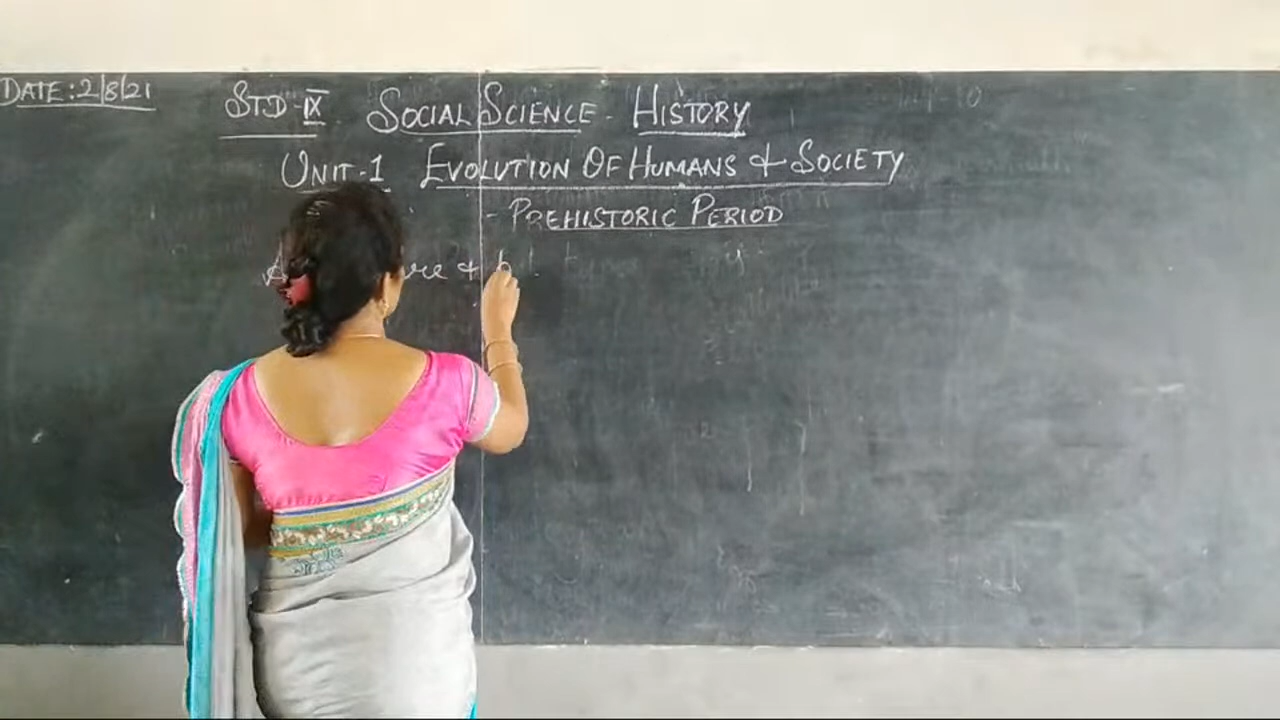 DATE: 2/8/21
STD-IX SOCIAL SCIENCE - HISTORY
UNIT-1 EVOLUTION OF HUMANS & SOCIETY
- PREHISTORIC PERIOD